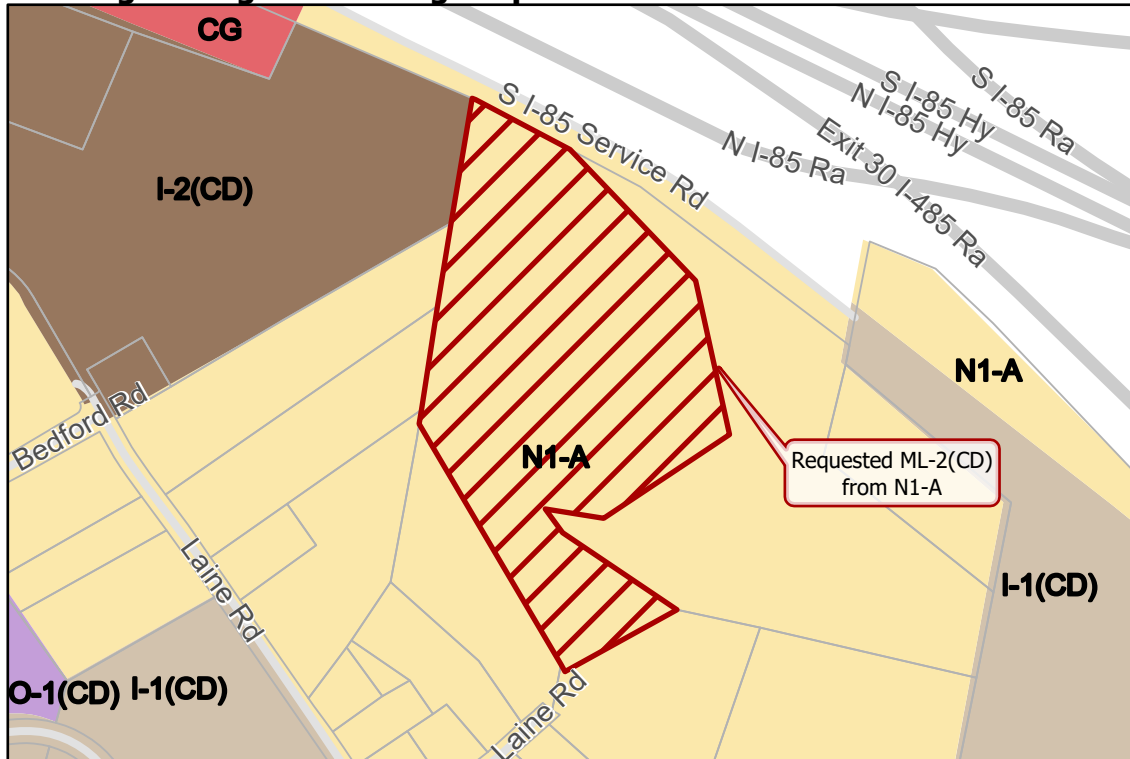 CG
S I-85 Service Rd
S I-85 Hy
N I-85 Hy
S I-85 Ra
N I-85 Ra
Exit 30 I-485 Ra
I-2(CD)
N1-A
Bedford Rd
N1-A
Requested ML-2(CD)
from N1-A
Laine Rd
I-1(CD)
O-1(CD)
I-1(CD)
Laine Rd